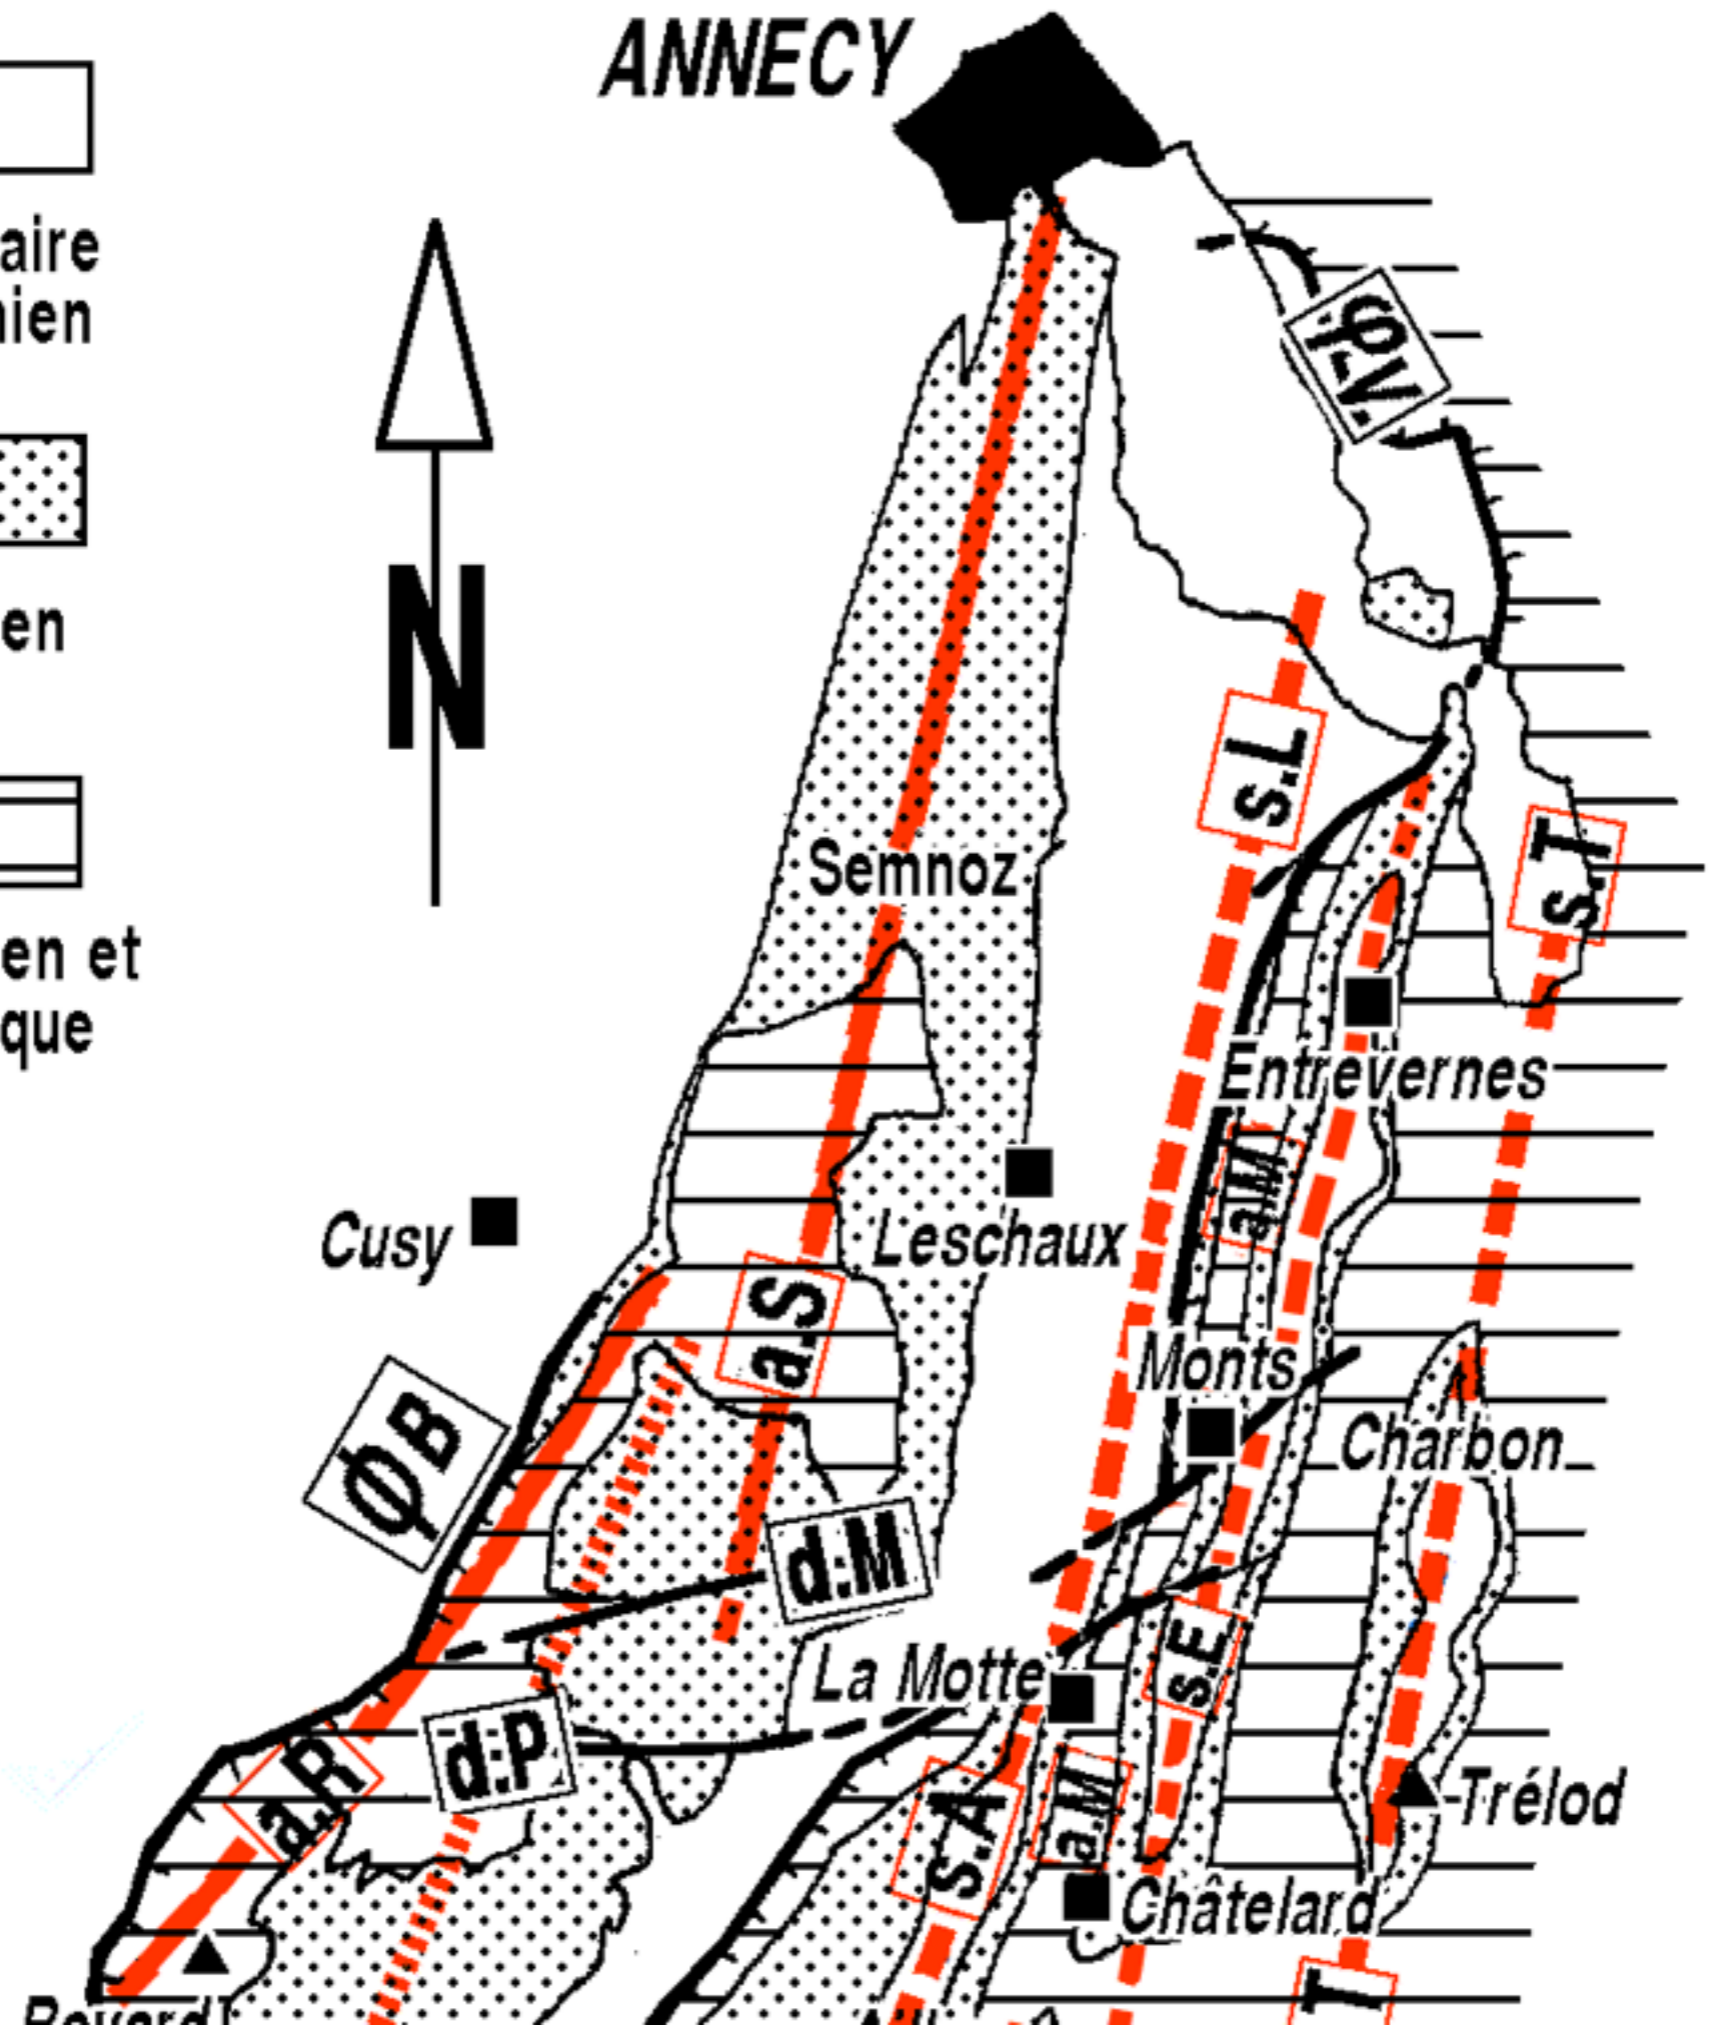 ANNECY
aire
nien
φ-V.
N
en
s.L
s.T
Semnoz
en et
que
Entrevernes
a.M
Cusy
Leschaux
a.S
Monts
ΦB
Charbon
d:M
s.E
La Motte
d:P
a.R
s.A
a.M
Trélod
Châtelard
T